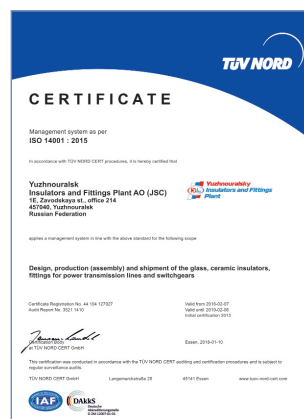 TÜV NORD
CERTIFICATE
Management system as per
ISO 14001 : 2015
In accordance with TÜV NORD CERT procedures, it is hereby certified that
Yuzhnouralsk
Insulators and Fittings Plant AO (JSC)
1E, Zavodskaya st., office 214
457040, Yuzhnouralsk
Russian Federation
Yuzhnouralsky
Insulators and Fittings
Plant
applies a management system in line with the above standard for the following scope
Design, production (assembly) and shipment of the glass, ceramic insulators,
fittings for power transmission lines and switchgears
Certificate Registration No. 44 104 127927
Audit Report No. 3521 1410
Valid from 2018-02-07
Valid until 2019-02-08
Initial certification 2013
Certification Body
at TÜV NORD CERT GmbH
Essen, 2018-01-10
This certification was conducted in accordance with the TÜV NORD CERT auditing and certification procedures and is subject to
regular surveillance audits.
TÜV NORD CERT GmbH Langemarckstraße 20 45141 Essen www.tuev-nord-cert.com
IAF
DAkkS
Deutsche
Akkreditierungsstelle